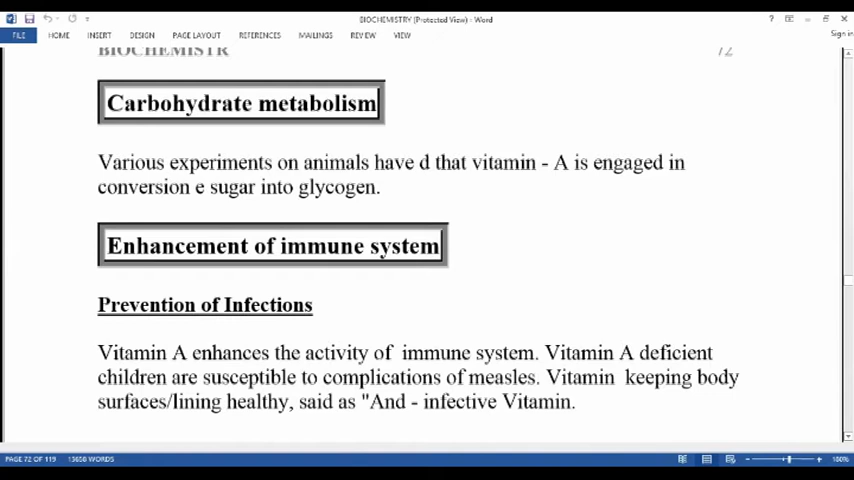 BIOCHEMISTRY (Protected View) - Word
?
Sign in
FILE HOME INSERT DESIGN PAGE LAYOUT REFERENCES MAILINGS REVIEW VIEW
BIOCHEMISTR 72
Carbohydrate metabolism
Various experiments on animals have d that vitamin - A is engaged in
conversion e sugar into glycogen.
Enhancement of immune system
Prevention of Infections
Vitamin A enhances the activity of immune system. Vitamin A deficient
children are susceptible to complications of measles. Vitamin keeping body
surfaces/lining healthy, said as "And - infective Vitamin.
PAGE 72 OF 119 13658 WORDS 180%